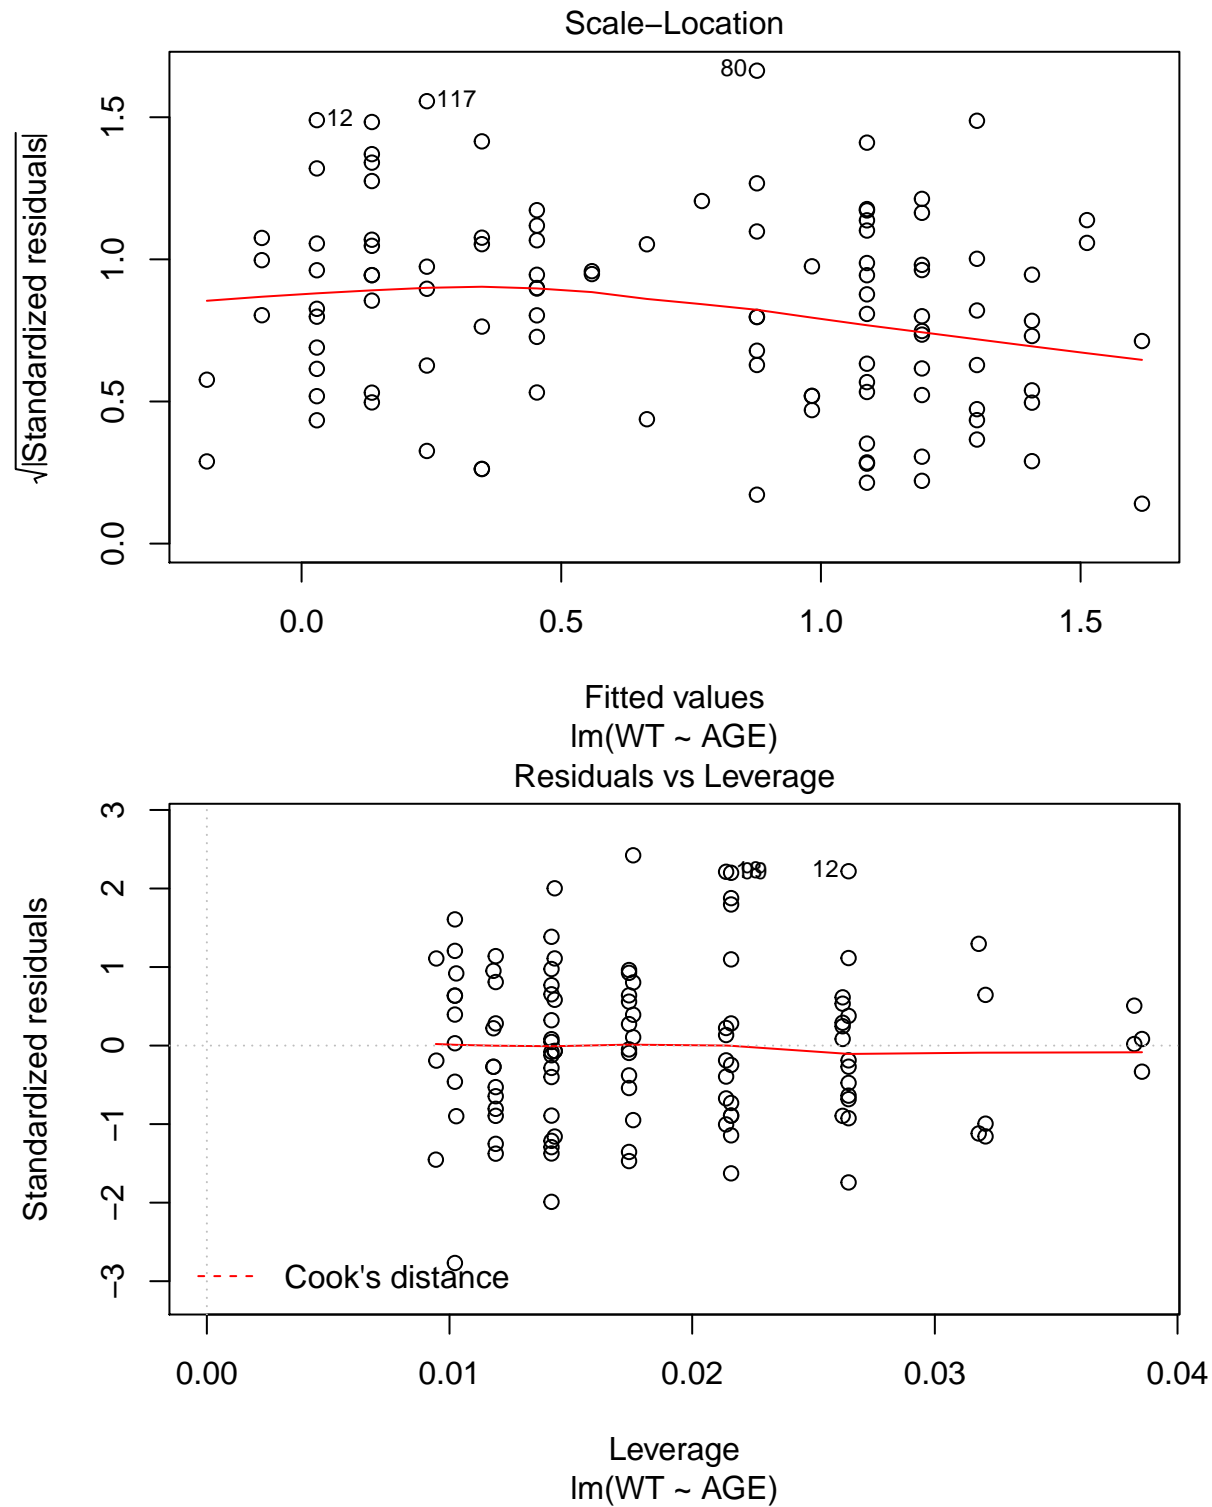 Scale−Location
√|Standardized residuals|
1.5
1.0
0.5
0.0
80
117
12
0.0 0.5 1.0 1.5
Fitted values
lm(WT ~ AGE)
Residuals vs Leverage
Standardized residuals
3
2
1
0
−1
−2
−3
12
Cook's distance
0.00 0.01 0.02 0.03 0.04
Leverage
lm(WT ~ AGE)